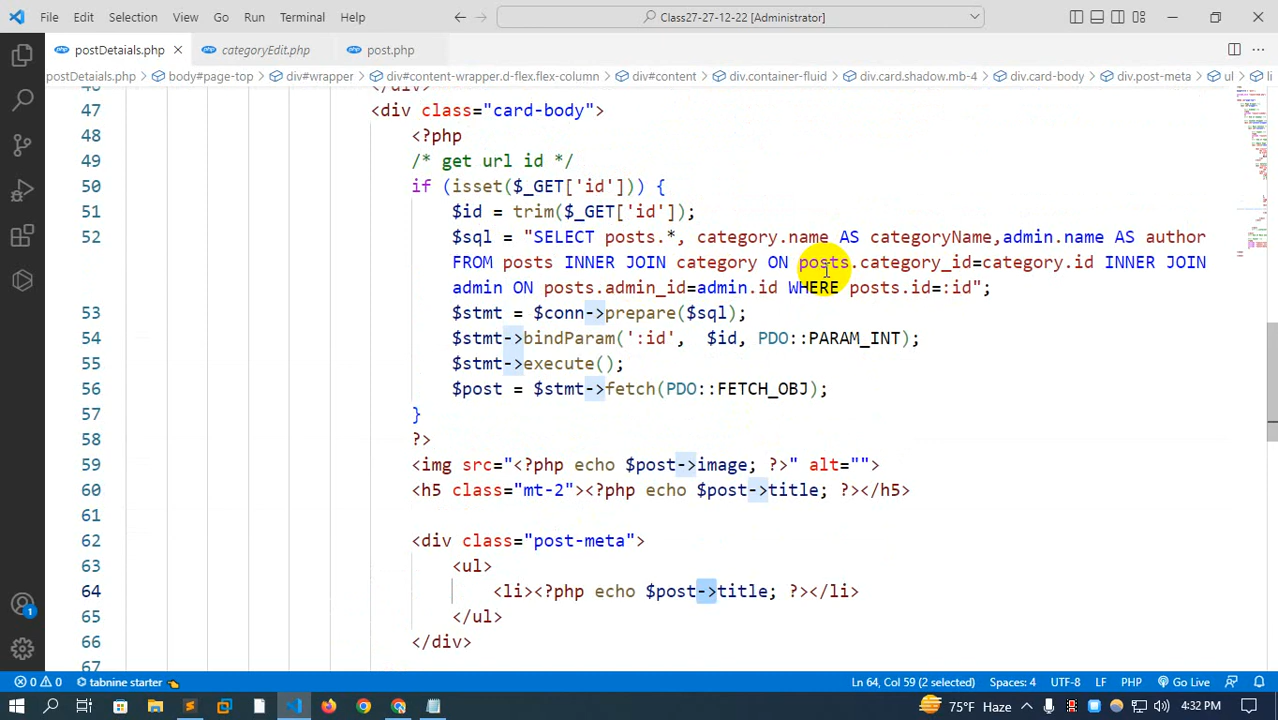 File Edit Selection View Go Run Terminal Help
Class27-27-12-22 [Administrator]
postDetaials.php
categoryEdit.php
post.php
postDetaials.php > body#page-top > div#wrapper > div#content-wrapper.d-flex.flex-column > div#content > div.container-fluid > div.card.shadow.mb-4 > div.card-body > div.post-meta > ul > li
46 </div>
47 <div class="card-body">
48 <?php
49 /* get url id */
50 if (isset($_GET['id'])) {
51 $id = trim($_GET['id']);
52 $sql = "SELECT posts.*, category.name AS categoryName,admin.name AS author
FROM posts INNER JOIN category ON posts.category_id=category.id INNER JOIN
admin ON posts.admin_id=admin.id WHERE posts.id=:id";
53 $stmt = $conn->prepare($sql);
54 $stmt->bindParam(':id',  $id, PDO::PARAM_INT);
55 $stmt->execute();
56 $post = $stmt->fetch(PDO::FETCH_OBJ);
57 }
58 ?>
59 <img src="<?php echo $post->image; ?>" alt="">
60 <h5 class="mt-2"><?php echo $post->title; ?></h5>
61
62 <div class="post-meta">
63 <ul>
64 <li><?php echo $post->title; ?></li>
65 </ul>
66 </div>
67
1
0 0 tabnine starter
Ln 64, Col 59 (2 selected) Spaces: 4 UTF-8 LF PHP Go Live
75°F Haze 4:32 PM